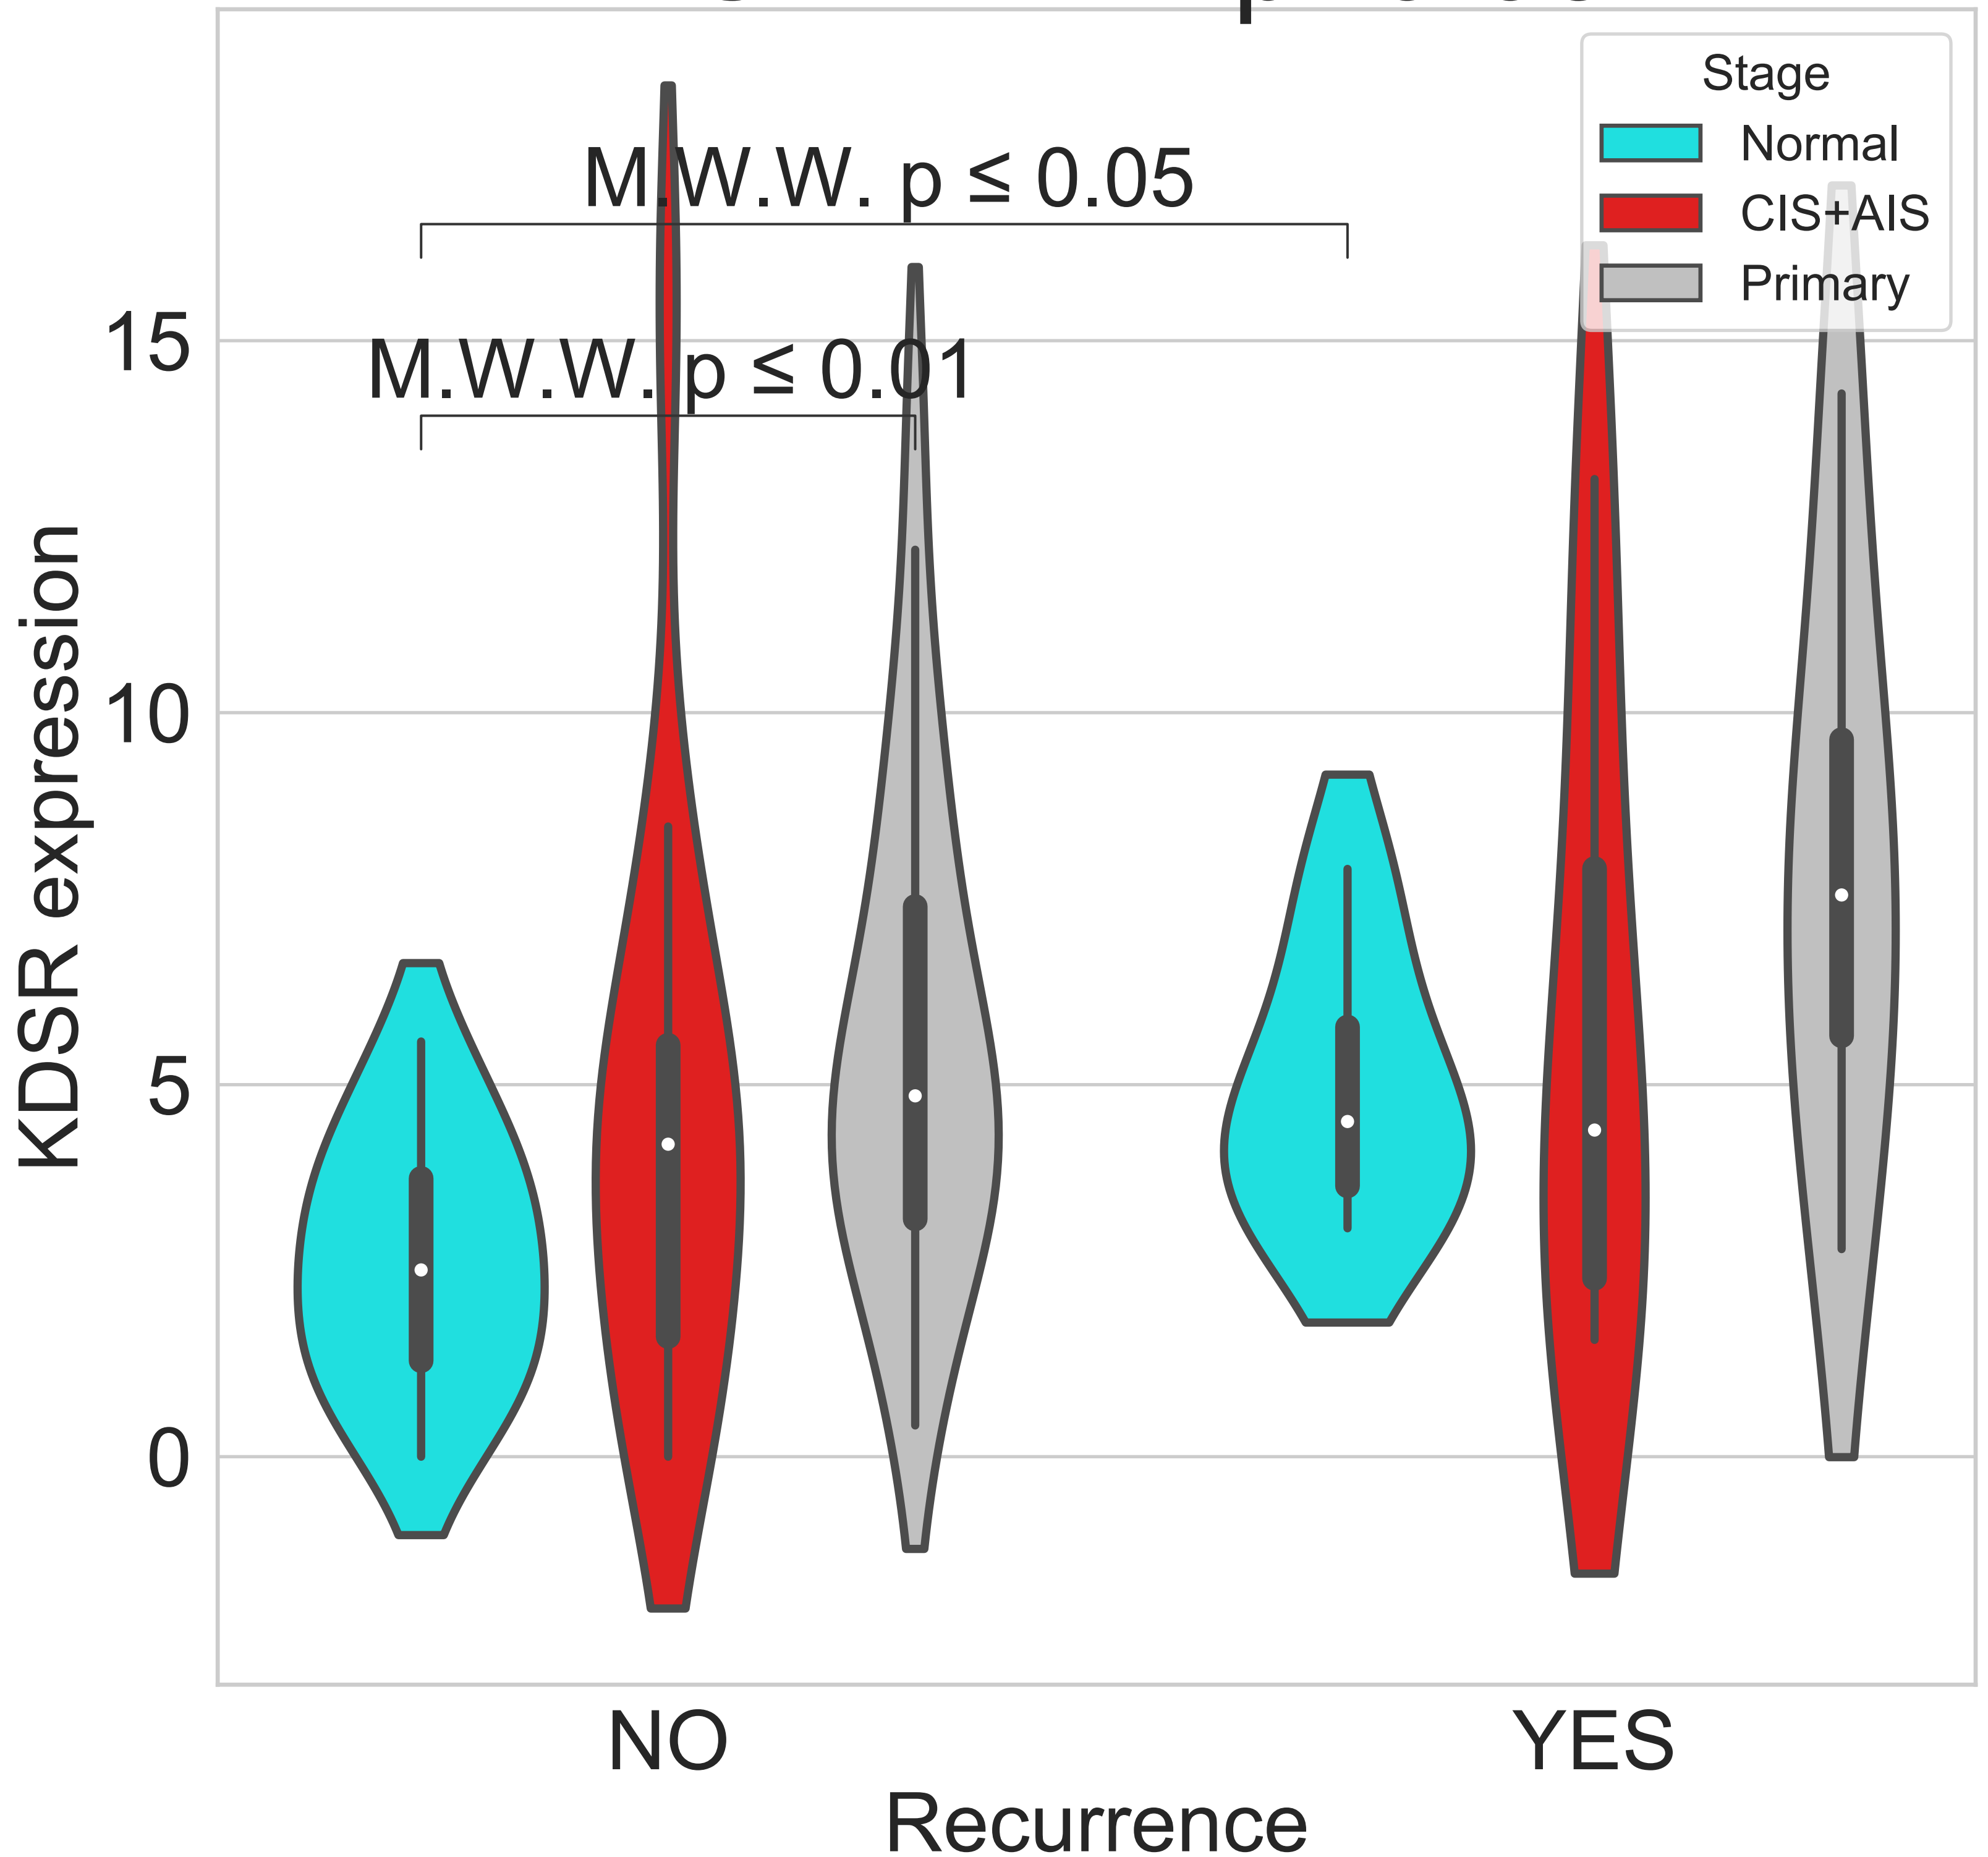 Stage
Normal
CIS+AIS
Primary
M.W.W. p ≤ 0.05
M.W.W. p ≤ 0.01
15
10
5
0
KDSR expression
NO
YES
Recurrence